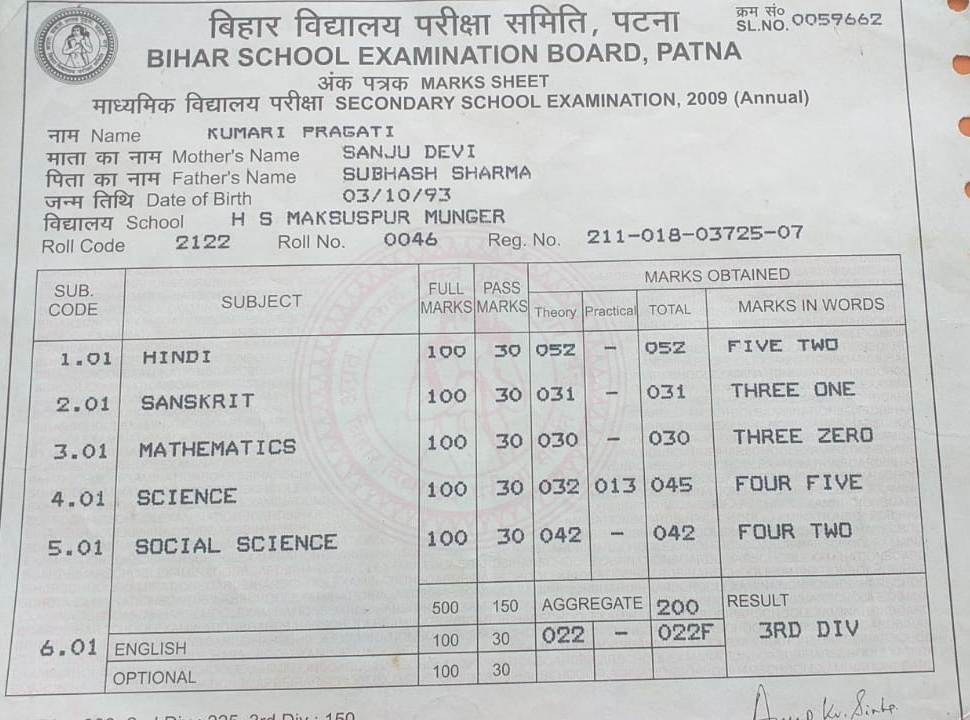 बिहार विद्यालय परीक्षा समिति, पटना
क्रम सं०
SL.NO. 0059662
BIHAR SCHOOL EXAMINATION BOARD, PATNA
अंक पत्रक MARKS SHEET
माध्यमिक विद्यालय परीक्षा SECONDARY SCHOOL EXAMINATION, 2009 (Annual)
नाम Name KUMARI PRAGATI
माता का नाम Mother's Name SANJU DEVI
पिता का नाम Father's Name SUBHASH SHARMA
जन्म तिथि Date of Birth 03/10/93
विद्यालय School H S MAKSUSPUR MUNGER
Roll Code 2122 Roll No. 0046 Reg. No. 211-018-03725-07
SUB. CODE SUBJECT FULL MARKS PASS MARKS MARKS OBTAINED
Theory Practical TOTAL MARKS IN WORDS
1.01 HINDI 100 30 052 - 052 FIVE TWO
2.01 SANSKRIT 100 30 031 - 031 THREE ONE
3.01 MATHEMATICS 100 30 030 - 030 THREE ZERO
4.01 SCIENCE 100 30 032 013 045 FOUR FIVE
5.01 SOCIAL SCIENCE 100 30 042 - 042 FOUR TWO
500 150 AGGREGATE 200 RESULT
6.01 ENGLISH 100 30 022 - 022F 3RD DIV
OPTIONAL 100 30